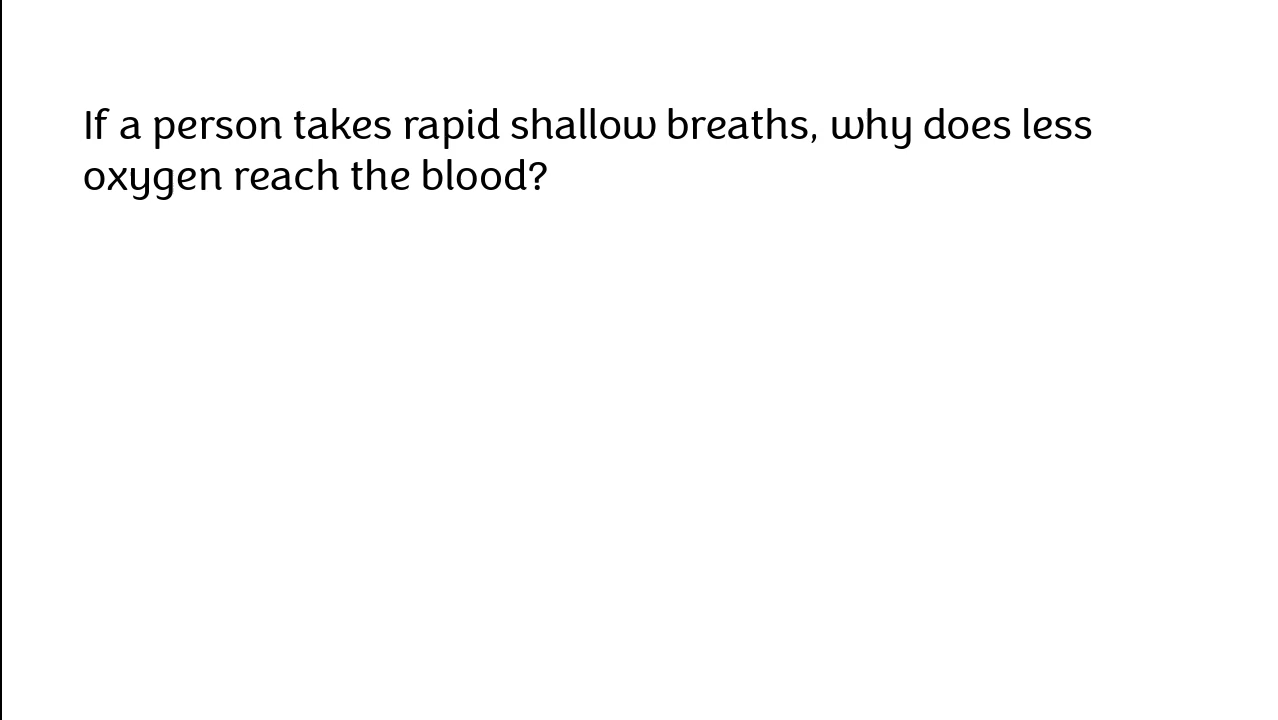 If a person takes rapid shallow breaths, why does less
oxygen reach the blood?